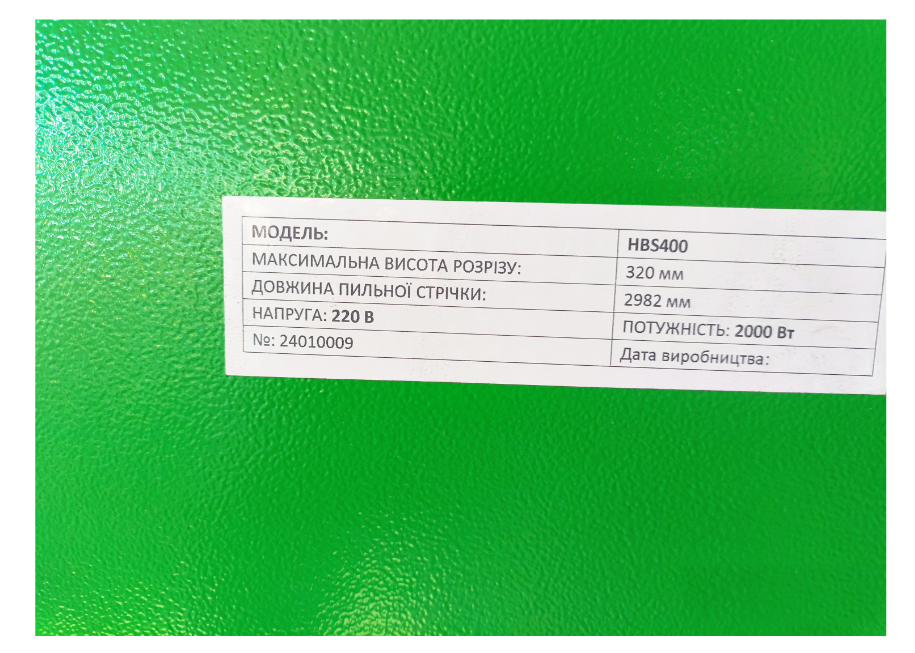 МОДЕЛЬ: HBS400
МАКСИМАЛЬНА ВИСОТА РОЗРІЗУ: 320 мм
ДОВЖИНА ПИЛЬНОЇ СТРІЧКИ: 2982 мм
НАПРУГА: 220 В ПОТУЖНІСТЬ: 2000 Вт
№: 24010009 Дата виробництва: